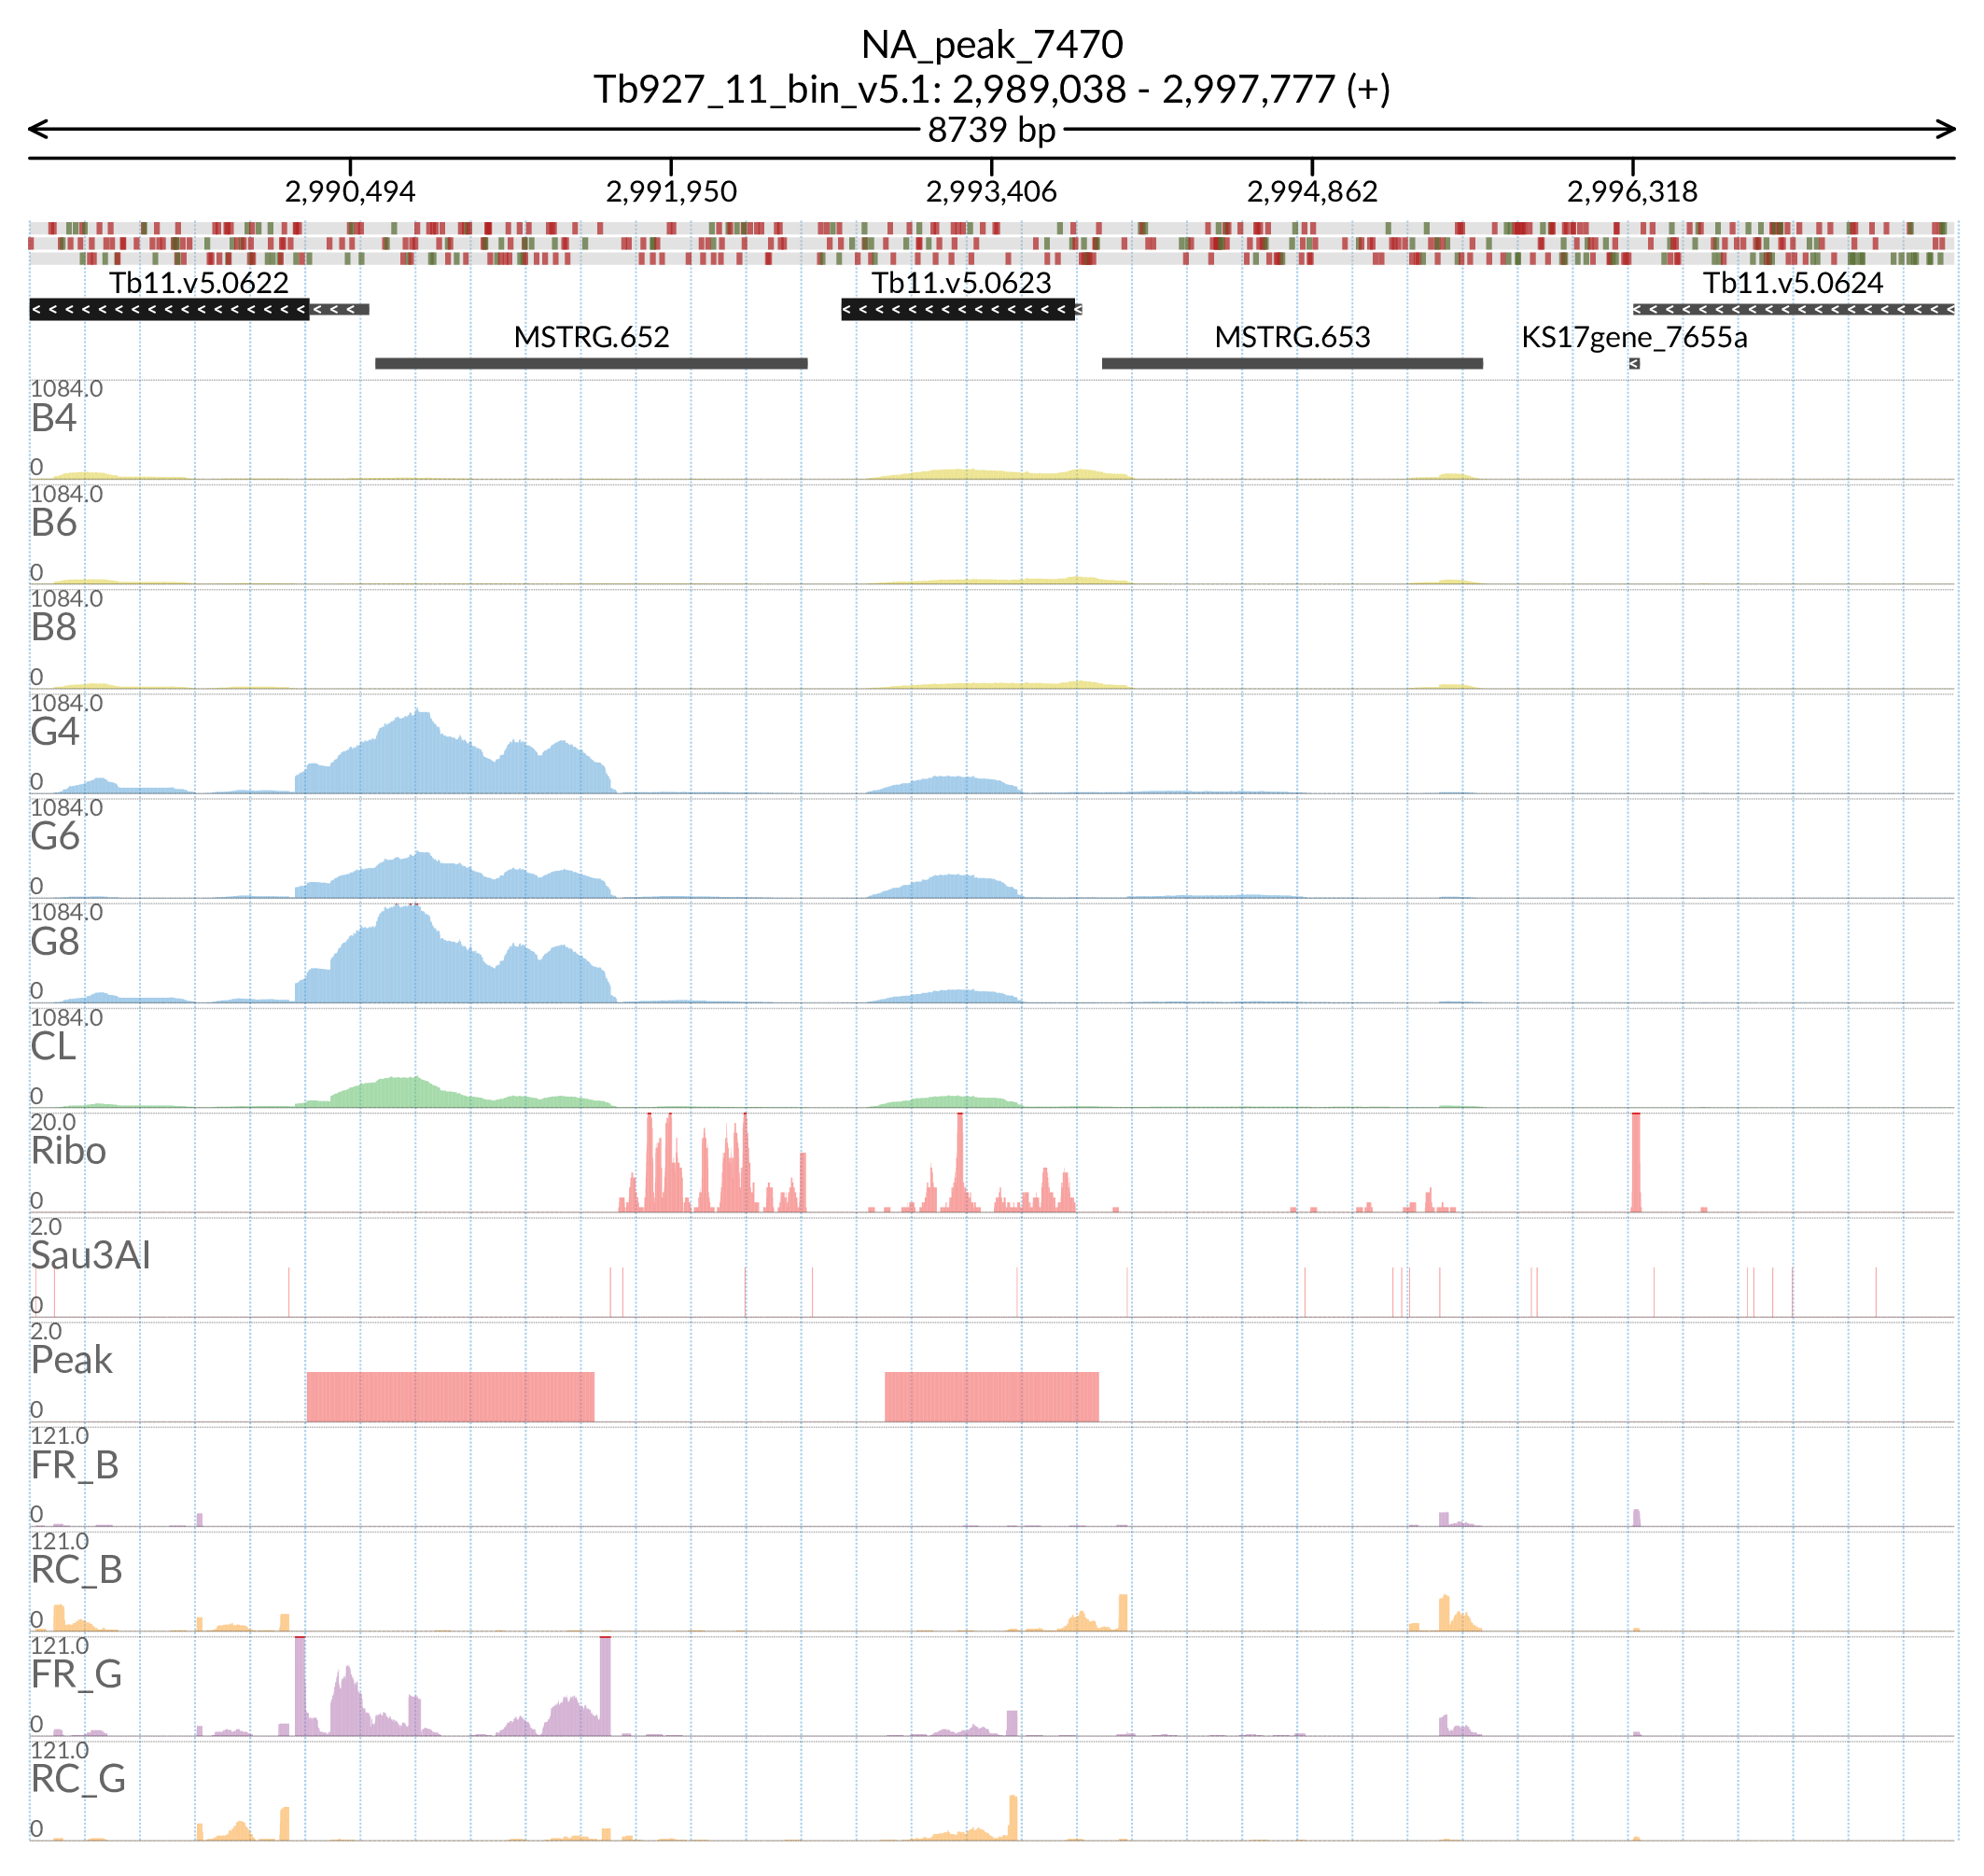 NA_peak_7470
Tb927_11_bin_v5.1: 2,989,038 - 2,997,777 (+)
8739 bp
2,990,494 2,991,950 2,993,406 2,994,862 2,996,318
Tb11.v5.0622 Tb11.v5.0623 Tb11.v5.0624
MSTRG.652 MSTRG.653 KS17gene_7655a
1084.0
B4
0
1084.0
B6
0
1084.0
B8
0
1084.0
G4
0
1084.0
G6
0
1084.0
G8
0
1084.0
CL
0
20.0
Ribo
0
2.0
Sau3AI
0
2.0
Peak
0
121.0
FR_B
0
121.0
RC_B
0
121.0
FR_G
0
121.0
RC_G
0